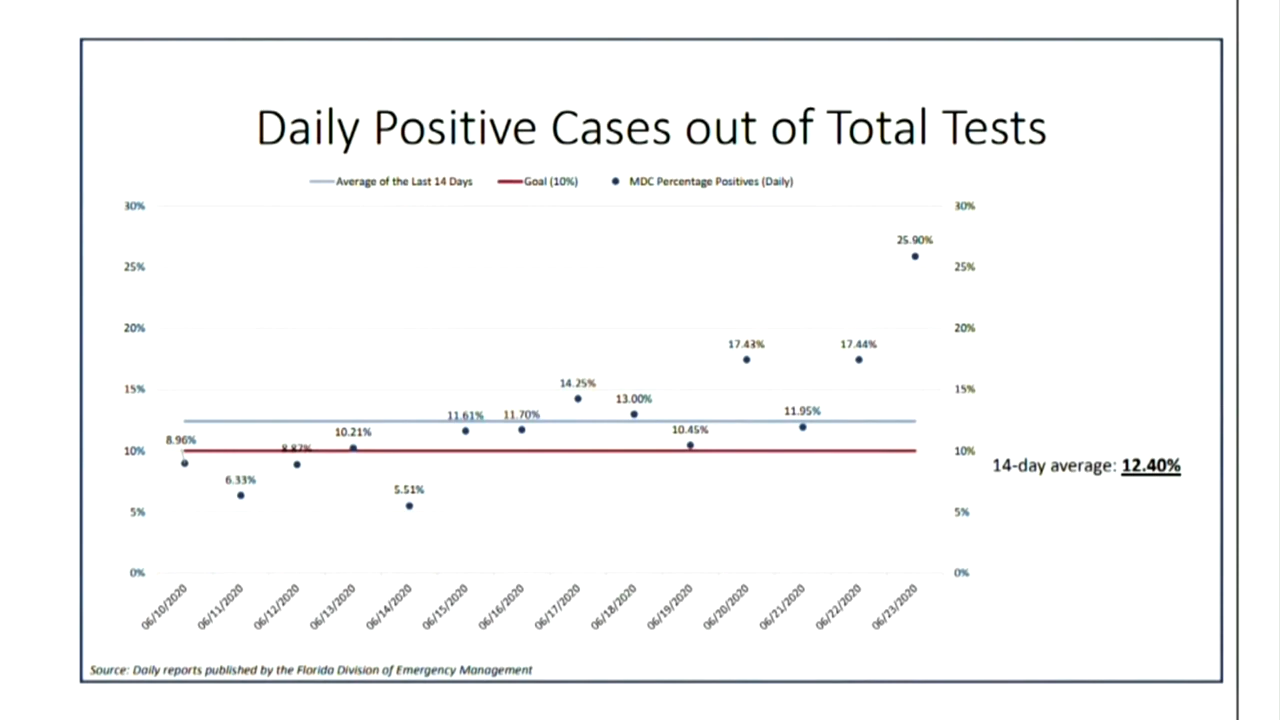 Daily Positive Cases out of Total Tests
Average of the Last 14 Days Goal (10%) MDC Percentage Positives (Daily)
30% 30%
25.90%
25% 25%
20% 20%
17.43% 17.44%
15% 15%
14.25%
13.00%
11.61% 11.70% 11.95%
10.21% 10.45%
8.96%
10% 10%
8.87%
14-day average: 12.40%
6.33%
5.51%
5% 5%
0% 0%
06/10/2020 06/11/2020 06/12/2020 06/13/2020 06/14/2020 06/15/2020 06/16/2020 06/17/2020 06/18/2020 06/19/2020 06/20/2020 06/21/2020 06/22/2020 06/23/2020
Source: Daily reports published by the Florida Division of Emergency Management